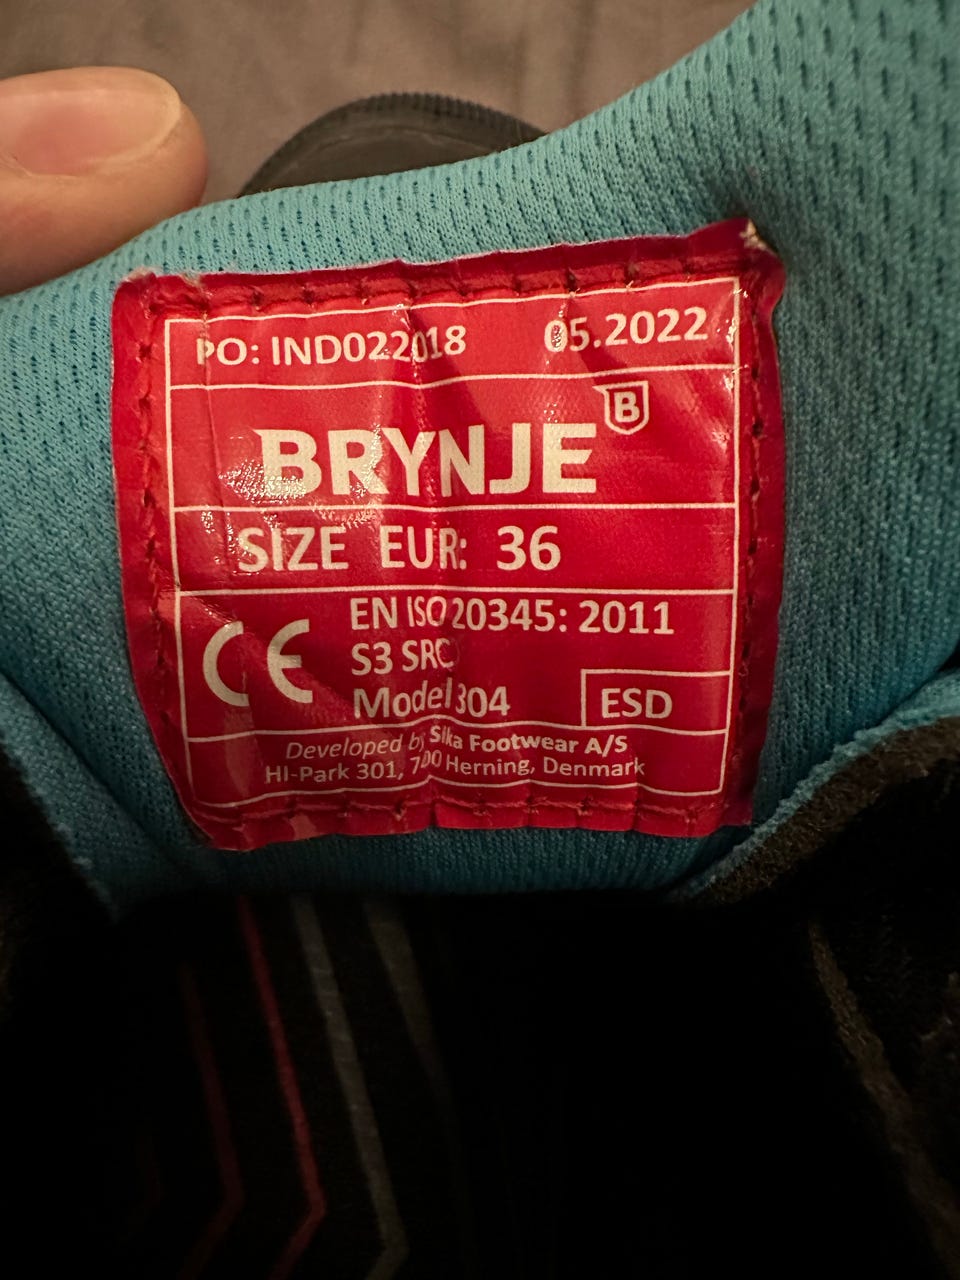 PO: IND022018 05.2022
B
BRYNJE
SIZE EUR: 36
CE
EN ISO 20345: 2011
S3 SRC
Model 304
ESD
Developed by Sika Footwear A/S
HI-Park 301, 7400 Herning, Denmark